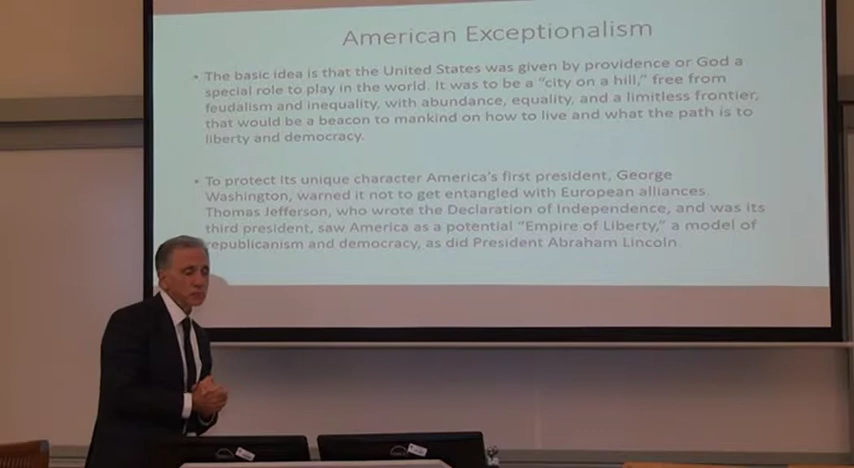 American Exceptionalism
• The basic idea is that the United States was given by providence or God a
special role to play in the world. It was to be a “city on a hill,” free from
feudalism and inequality, with abundance, equality, and a limitless frontier,
that would be a beacon to mankind on how to live and what the path is to
liberty and democracy.
• To protect its unique character America’s first president, George
Washington, warned it not to get entangled with European alliances.
Thomas Jefferson, who wrote the Declaration of Independence, and was its
third president, saw America as a potential “Empire of Liberty,” a model of
republicanism and democracy, as did President Abraham Lincoln.